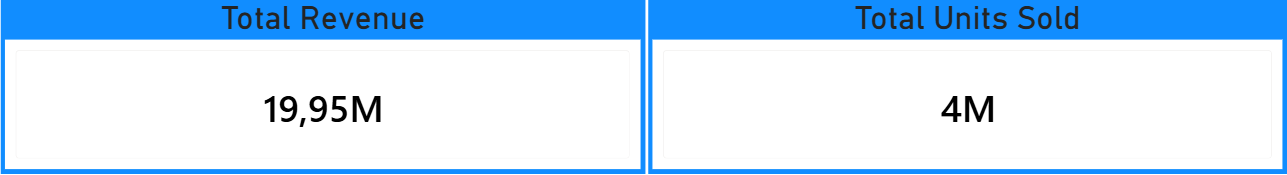 Total Revenue
19,95M
Total Units Sold
4M